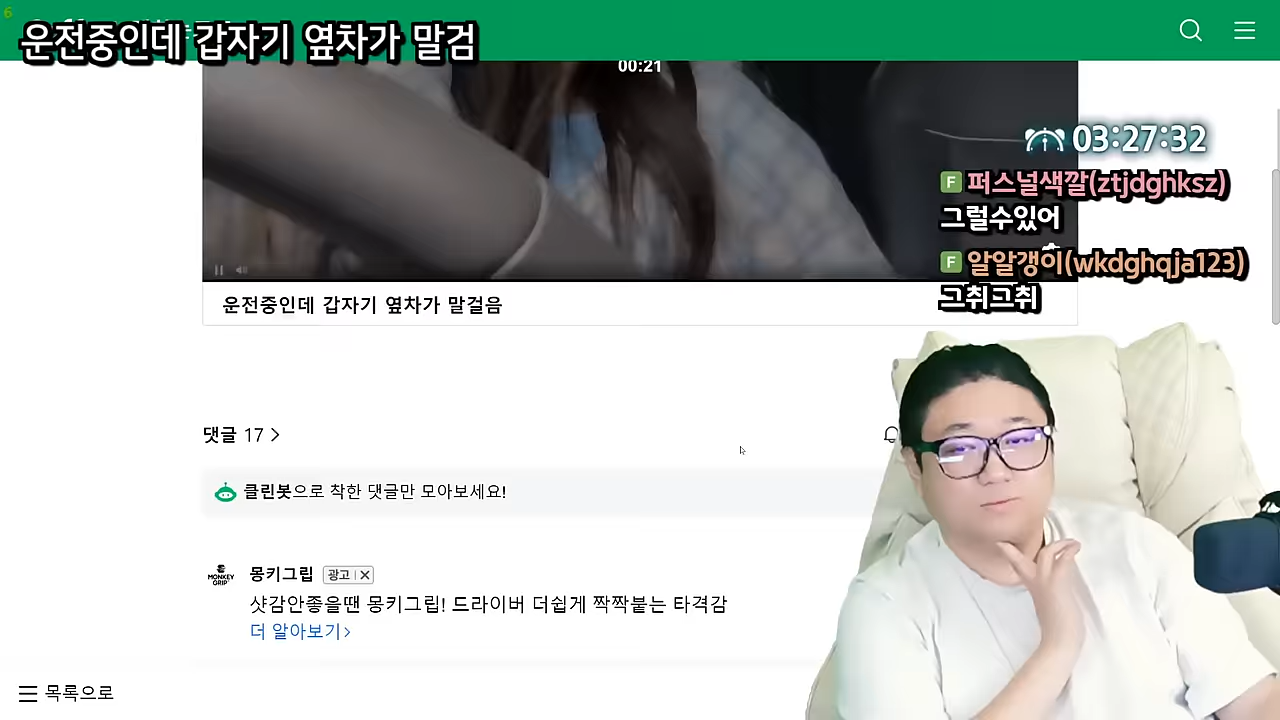 6
운전중인데 갑자기 옆차가 말검
00:21
03:27:32
F 퍼스널색깔(ztjdghksz)
그럴수있어
F 알알갱이(wkdghqja123)
그취그취
운전중인데 갑자기 옆차가 말걸음
댓글 17
클린봇으로 착한 댓글만 모아보세요!
MONKEY GRIP
몽키그립 광고 X
샷감안좋을땐 몽키그립! 드라이버 더쉽게 짝짝붙는 타격감
더 알아보기
목록으로